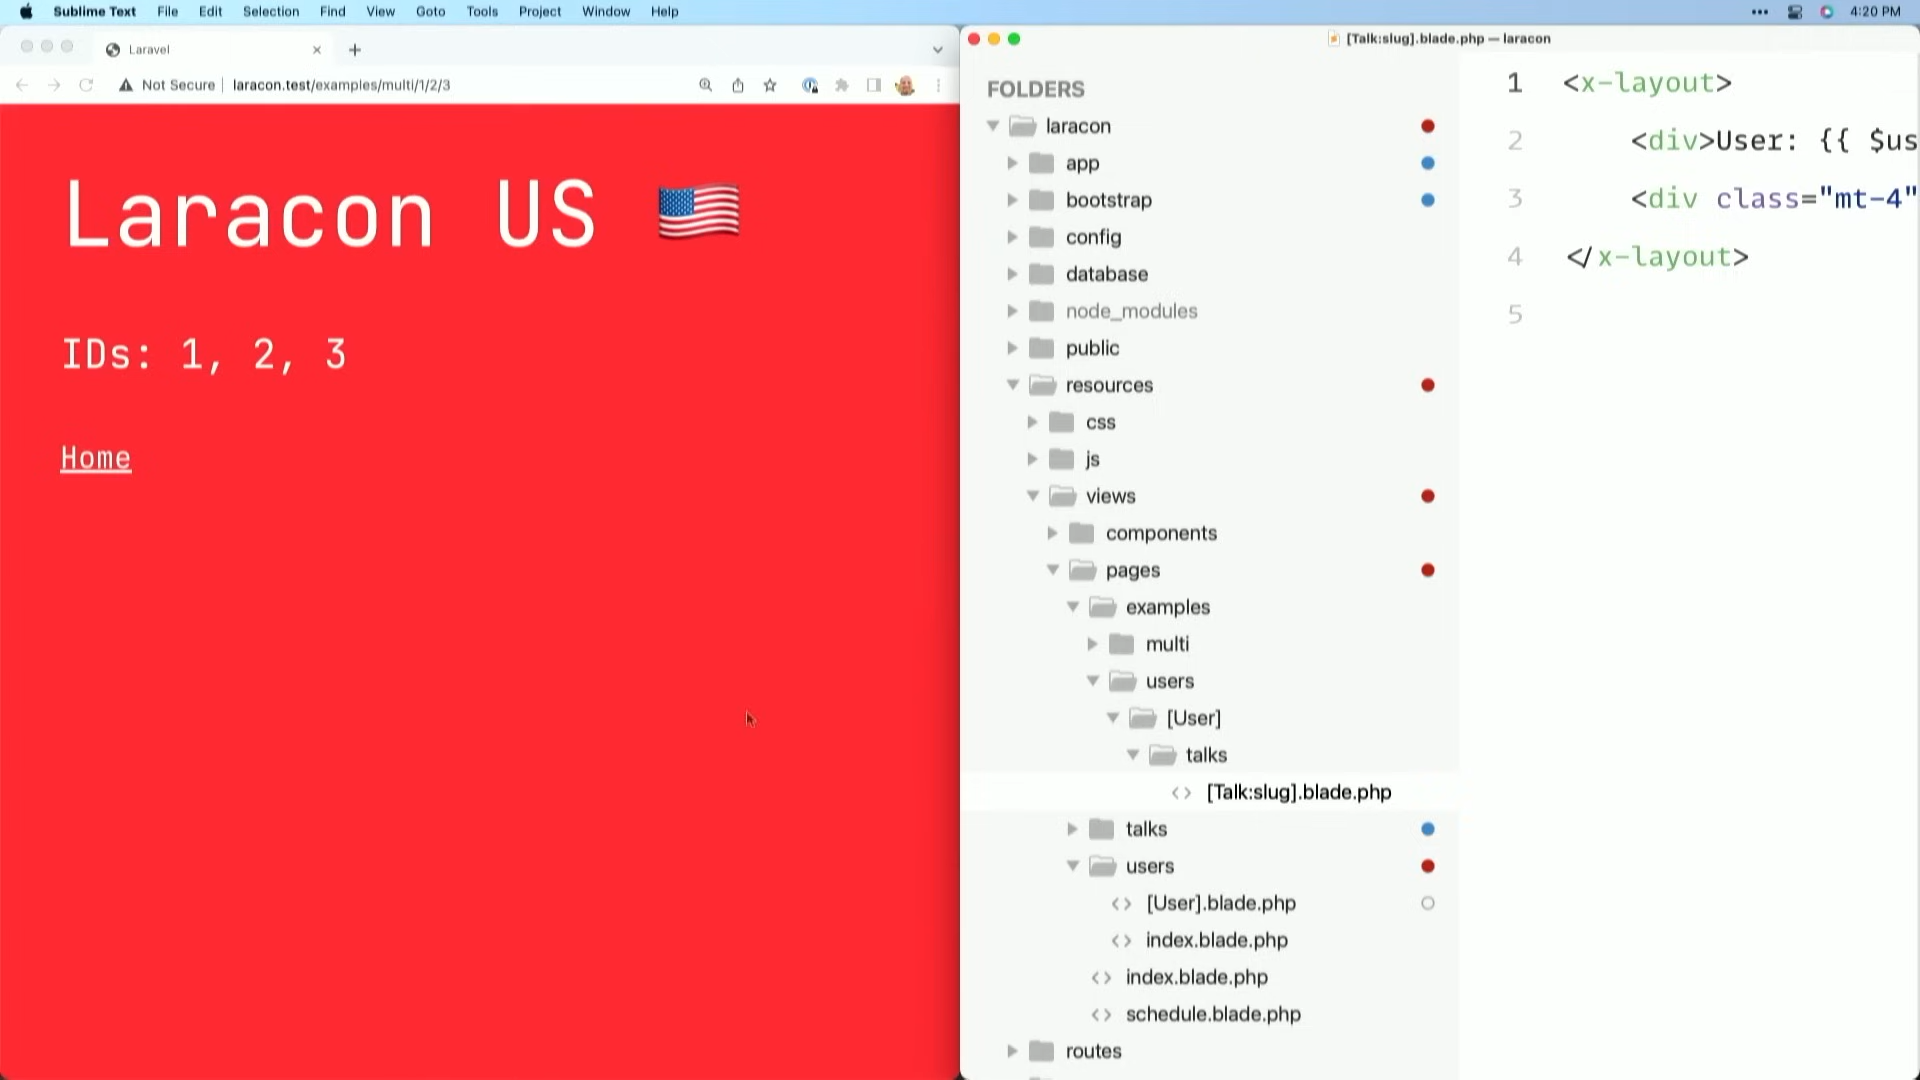 Sublime Text File Edit Selection Find View Goto Tools Project Window Help
4:20 PM
Laravel
Not Secure laracon.test/examples/multi/1/2/3
Laracon US
IDs: 1, 2, 3
Home
[Talk:slug].blade.php — laracon
FOLDERS
laracon
app
bootstrap
config
database
node_modules
public
resources
css
js
views
components
pages
examples
multi
users
[User]
talks
[Talk:slug].blade.php
talks
users
[User].blade.php
index.blade.php
index.blade.php
schedule.blade.php
routes
1 <x-layout>
2 <div>User: {{ $us
3 <div class="mt-4"
4 </x-layout>
5